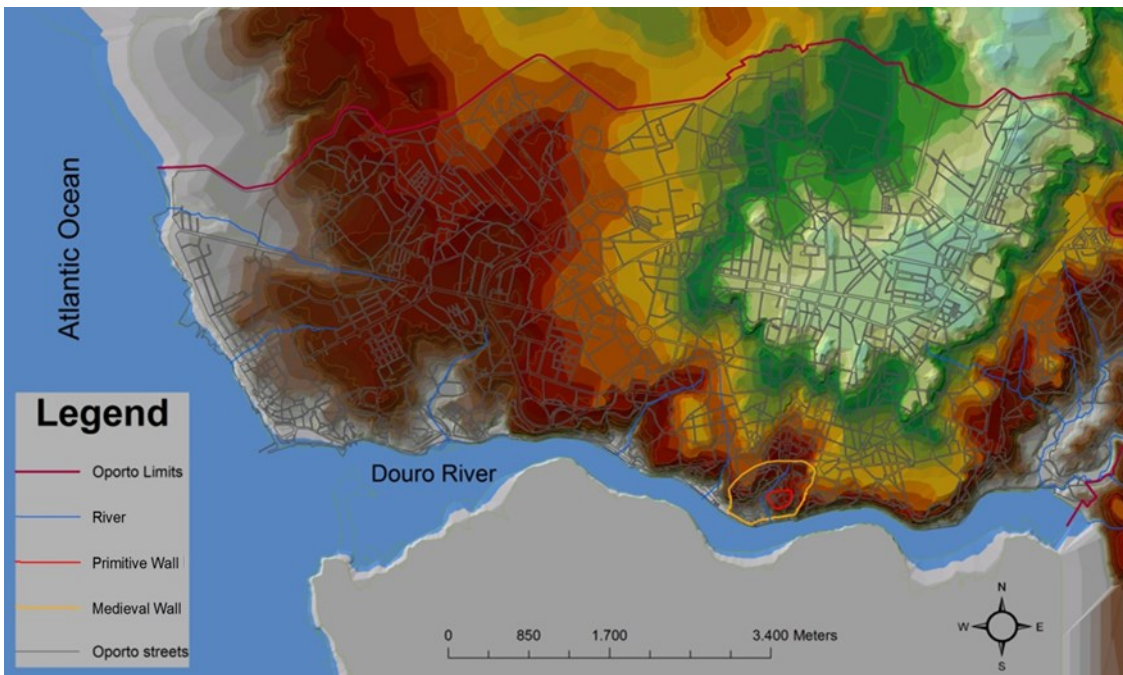 Atlantic Ocean
Douro River
Legend
Oporto Limits
River
Primitive Wall
Medieval Wall
Oporto streets
0 850 1.700 3.400 Meters
N
W E
S